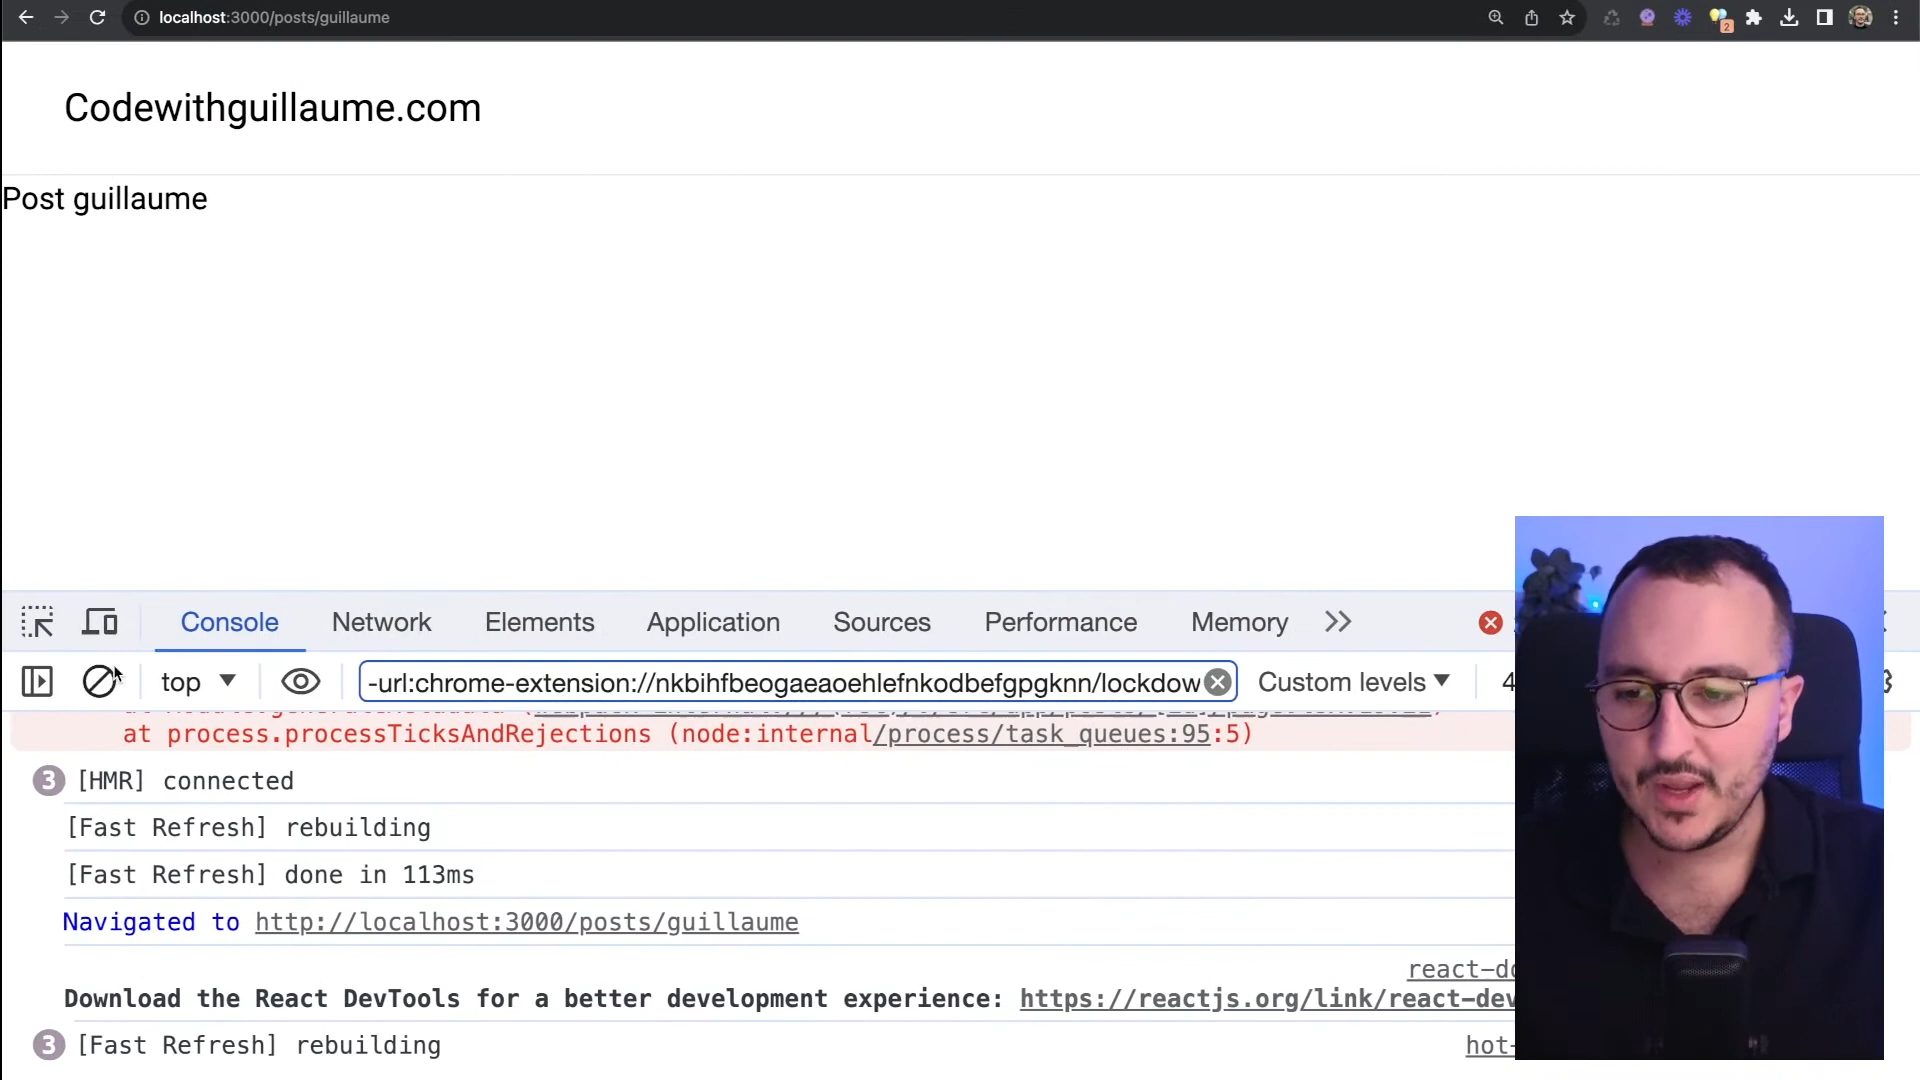 localhost:3000/posts/guillaume
2
Codewithguillaume.com
Post guillaume
Console Network Elements Application Sources Performance Memory
top -url:chrome-extension://nkbihfbeogaeaoehlefnkodbefgpgknn/lockdow Custom levels 4
at process.processTicksAndRejections (node:internal/process/task_queues:95:5)
3 [HMR] connected
[Fast Refresh] rebuilding
[Fast Refresh] done in 113ms
Navigated to http://localhost:3000/posts/guillaume
react-do
Download the React DevTools for a better development experience: https://reactjs.org/link/react-dev
3 [Fast Refresh] rebuilding
hot-